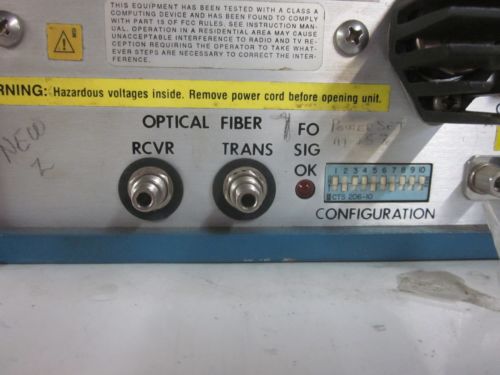 THIS EQUIPMENT HAS BEEN TESTED WITH A CLASS A
COMPUTING DEVICE AND HAS BEEN FOUND TO COMPLY
WITH PART 15 OF FCC RULES. SEE INSTRUCTION MAN-
UAL. OPERATION IN A RESIDENTIAL AREA MAY CAUSE
UNACCEPTABLE INTERFERENCE TO RADIO AND TV RE-
CEPTION REQUIRING THE OPERATOR TO TAKE WHAT-
EVER STEPS ARE NECESSARY TO CORRECT THE INTER-
FERENCE.
WARNING: Hazardous voltages inside. Remove power cord before opening unit.
NEW
2
OPTICAL FIBER
RCVR
TRANS
FO
SIG
OK
Power Set
1 2 3 4 5 6 7 8 9 10
CTS 206-10
CONFIGURATION